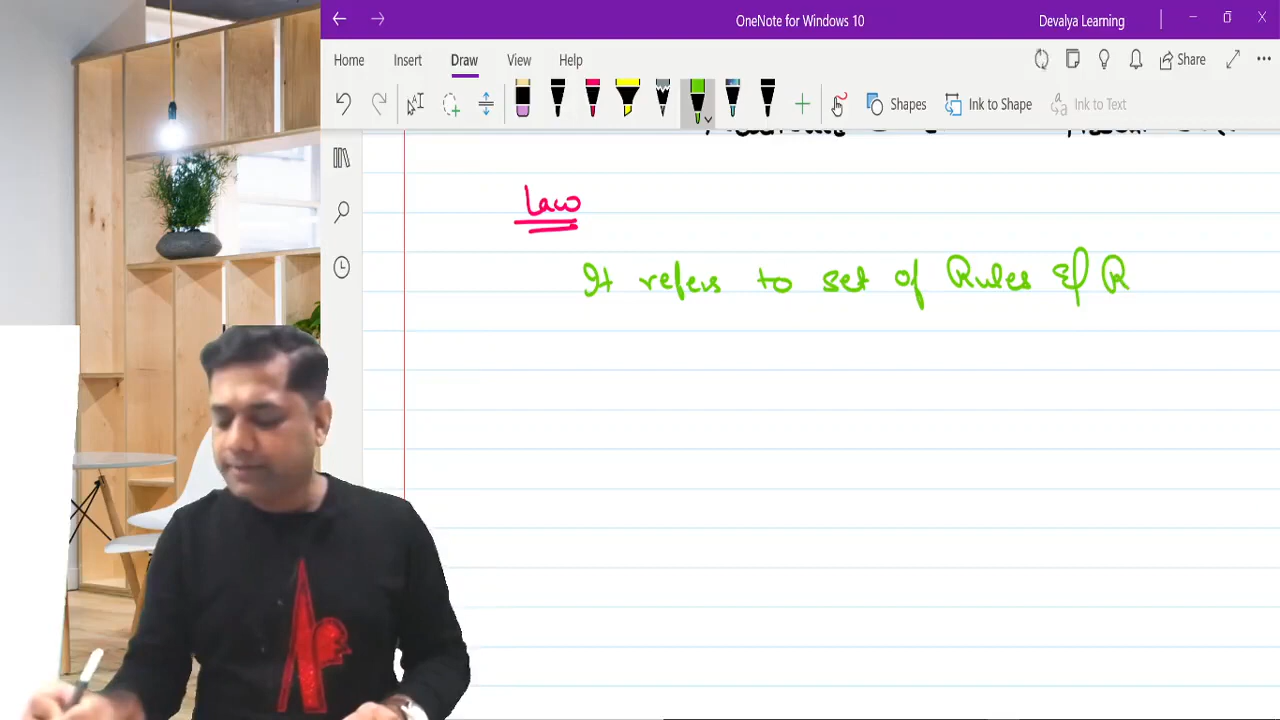 OneNote for Windows 10
Devalya Learning
Home Insert Draw View Help
Share
Shapes Ink to Shape Ink to Text
Law
It refers to set of Rules & R